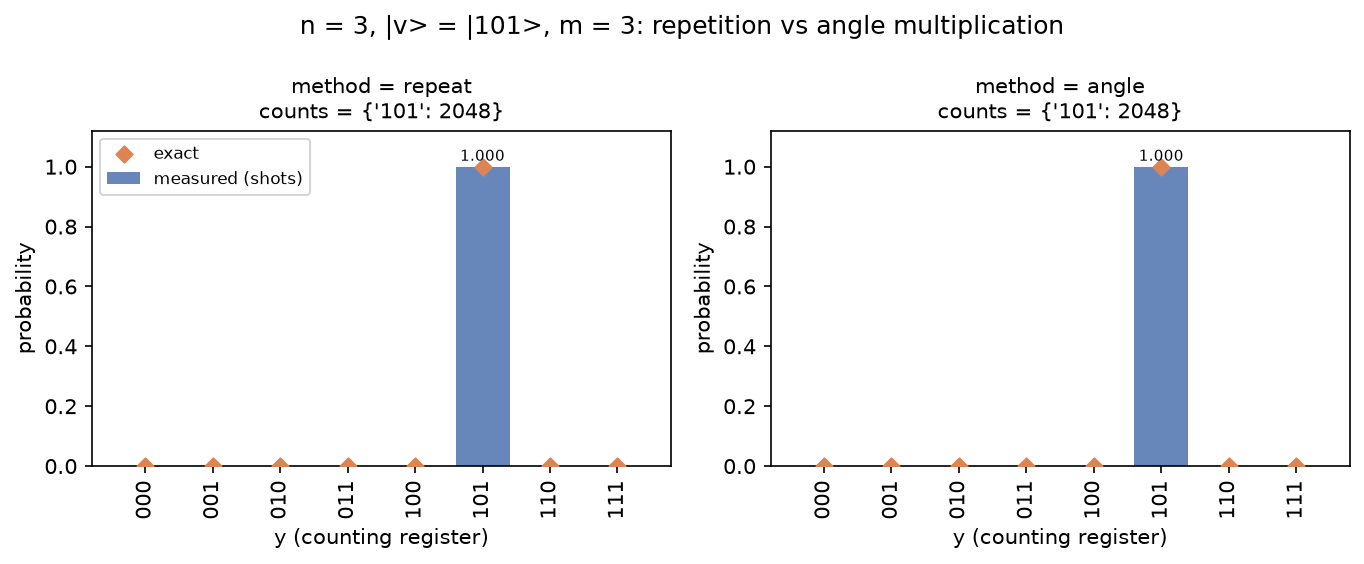 n = 3, |v> = |101>, m = 3: repetition vs angle multiplication
method = repeat
counts = {'101': 2048}
exact
measured (shots)
1.000
probability
1.0
0.8
0.6
0.4
0.2
0.0
000
001
010
011
100
101
110
111
y (counting register)
method = angle
counts = {'101': 2048}
1.000
probability
1.0
0.8
0.6
0.4
0.2
0.0
000
001
010
011
100
101
110
111
y (counting register)